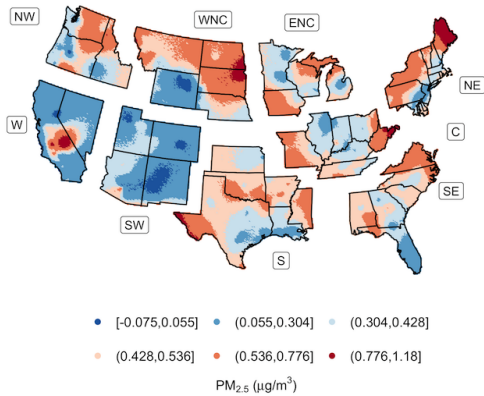 NW
WNC
ENC
NE
W
C
SE
SW
S
[-0.075,0.055] (0.055,0.304] (0.304,0.428]
(0.428,0.536] (0.536,0.776] (0.776,1.18]
PM2.5 (μg/m³)